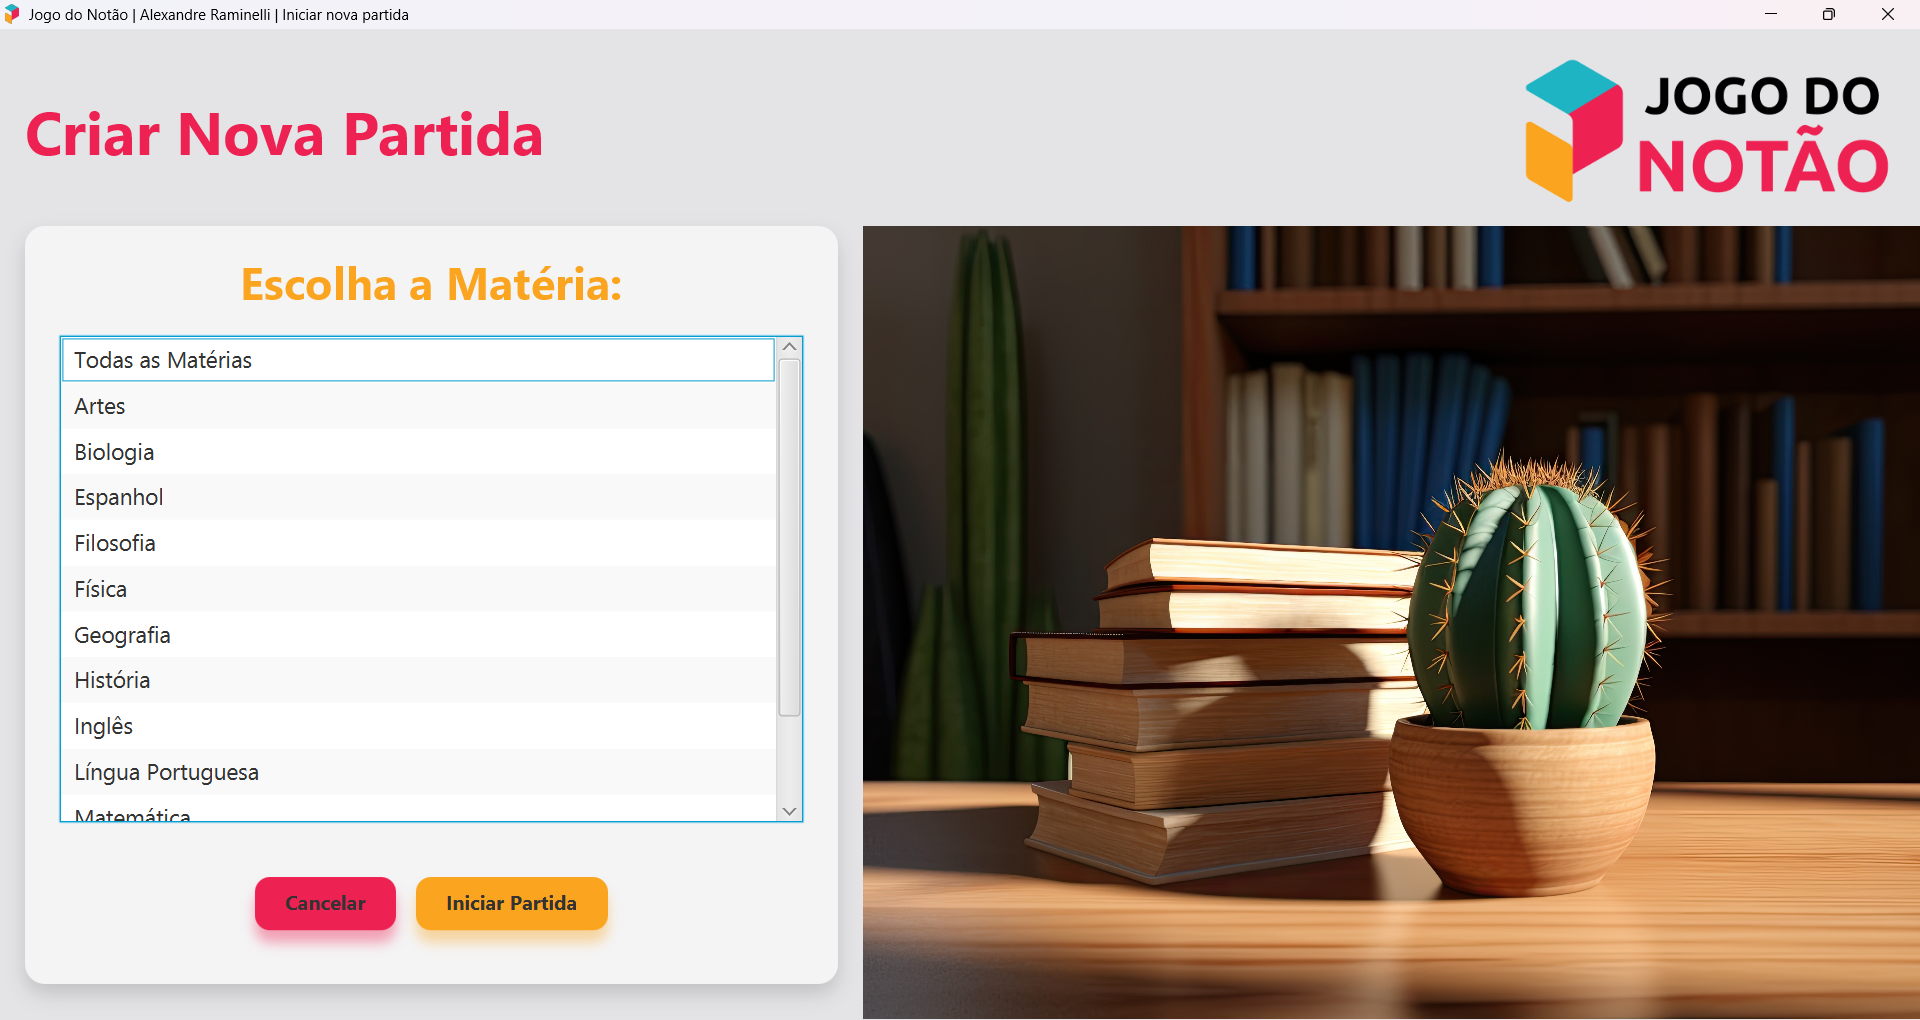 Jogo do Notão | Alexandre Raminelli | Iniciar nova partida
Criar Nova Partida
JOGO DO
NOTÃO
Escolha a Matéria:
Todas as Matérias
Artes
Biologia
Espanhol
Filosofia
Física
Geografia
História
Inglês
Língua Portuguesa
Matemática
Cancelar
Iniciar Partida